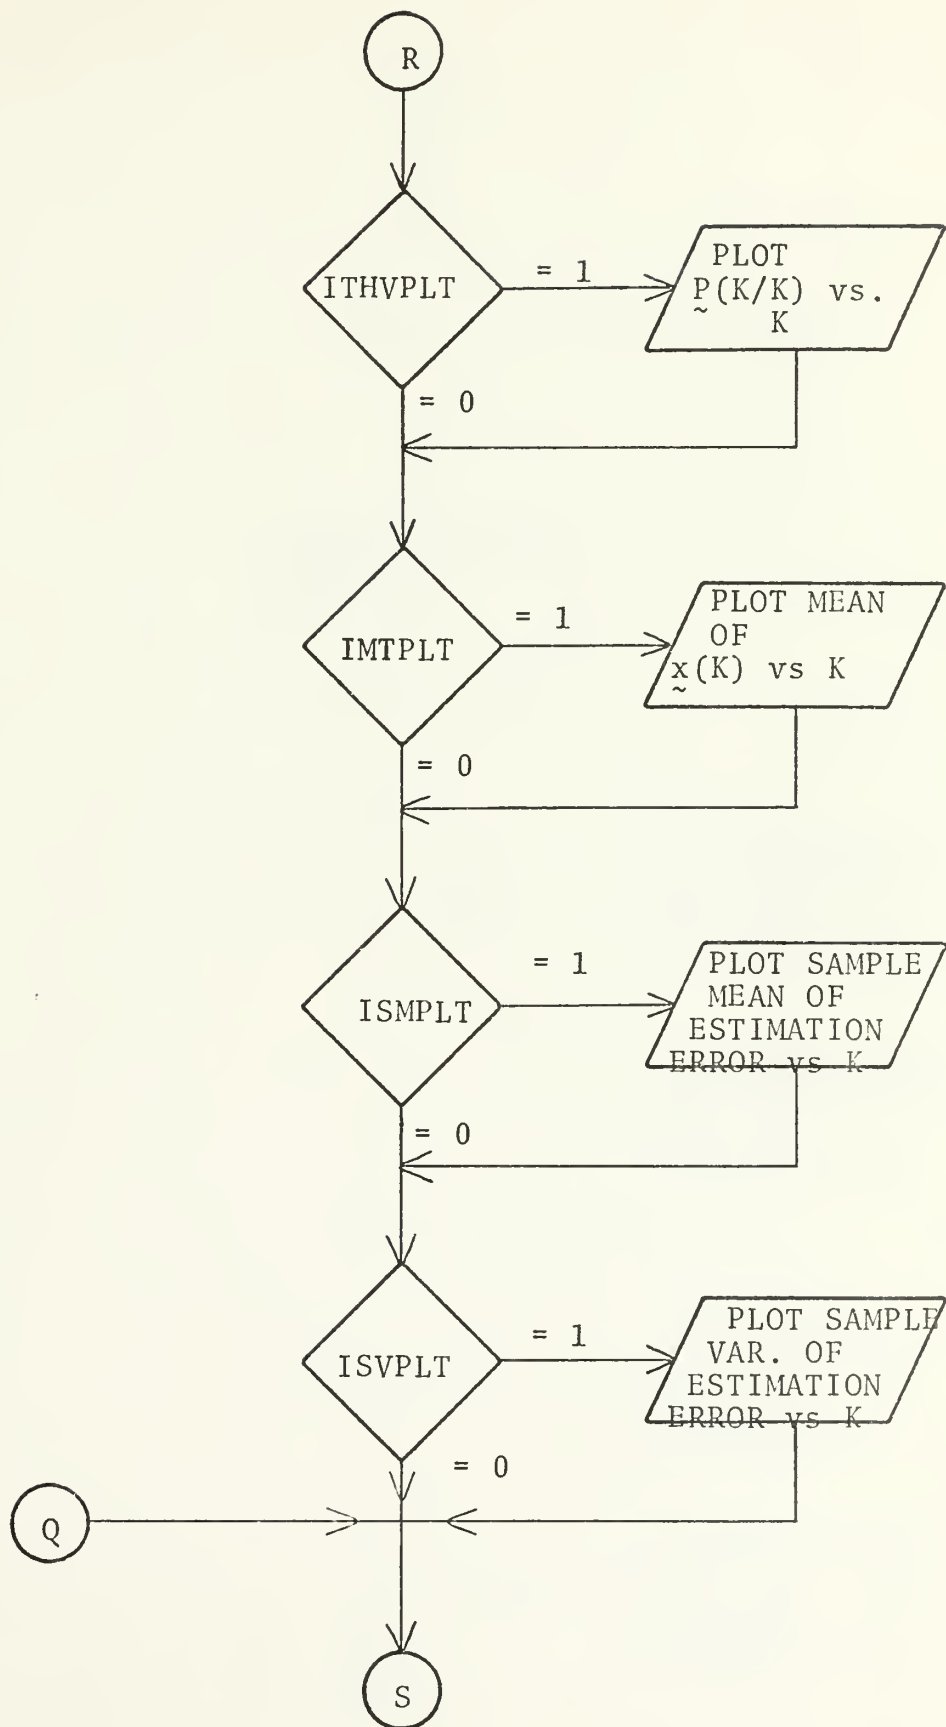 R
ITHVPLT
= 1
PLOT
P(K/K) vs.
~
K
= 0
IMTPLT
= 1
PLOT MEAN
OF
x(K) vs K
~
= 0
ISMPLT
= 1
PLOT SAMPLE
MEAN OF
ESTIMATION
ERROR vs K
= 0
ISVPLT
= 1
PLOT SAMPLE
VAR. OF
ESTIMATION
ERROR vs K
= 0
Q
S